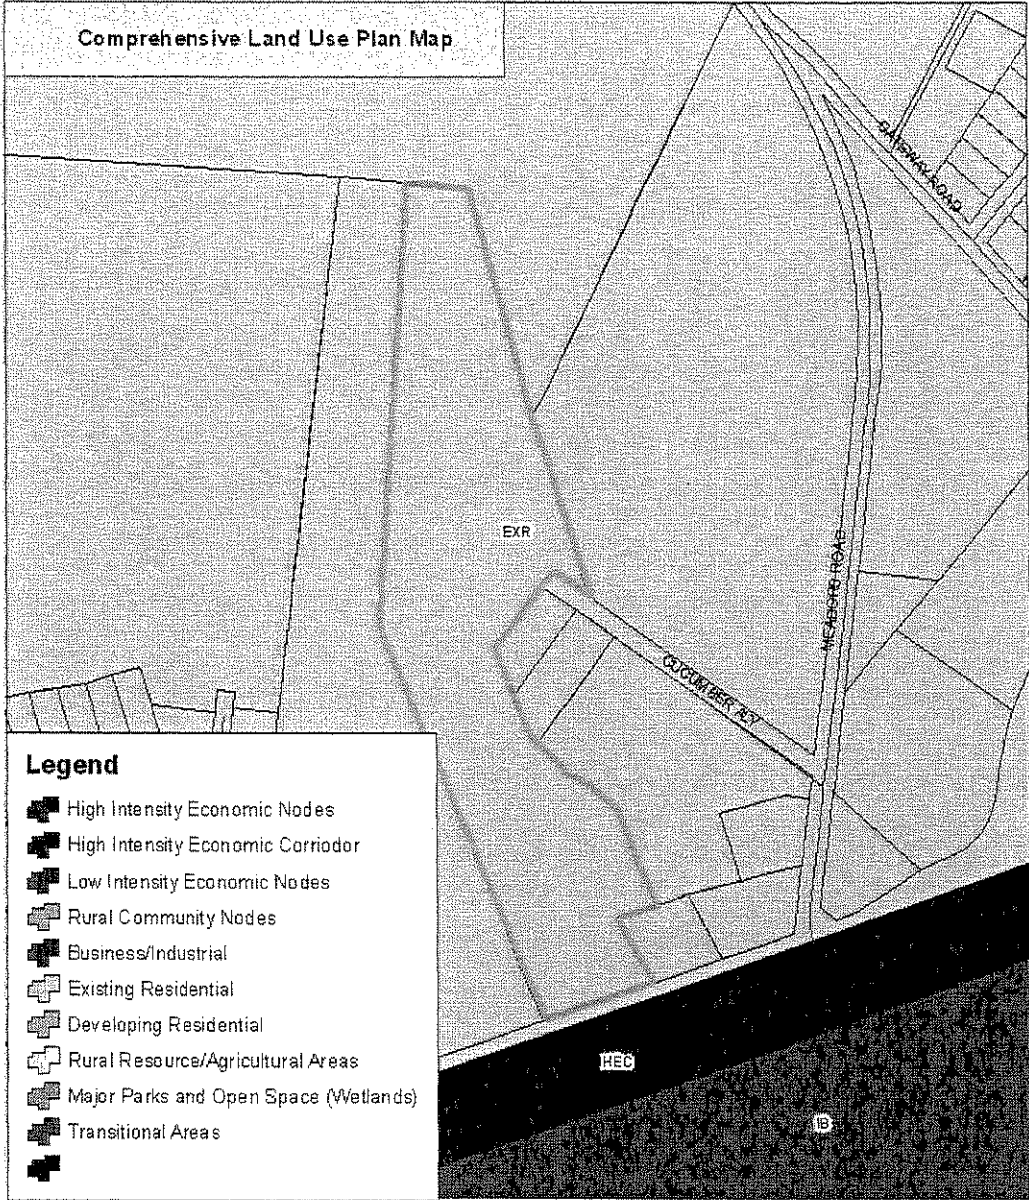 Comprehensive Land Use Plan Map
GATEWAY ROAD
EXR
MEADORD ROAD
CUCUMBER ALY
Legend
High Intensity Economic Nodes
High Intensity Economic Corriodor
Low Intensity Economic Nodes
Rural Community Nodes
Business/Industrial
Existing Residential
Developing Residential
Rural Resource/Agricultural Areas
Major Parks and Open Space (Wetlands)
Transitional Areas
HEC
IB